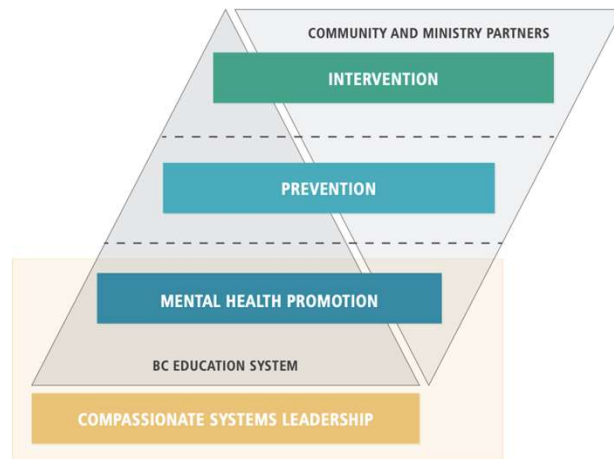 COMMUNITY AND MINISTRY PARTNERS
INTERVENTION
PREVENTION
MENTAL HEALTH PROMOTION
BC EDUCATION SYSTEM
COMPASSIONATE SYSTEMS LEADERSHIP